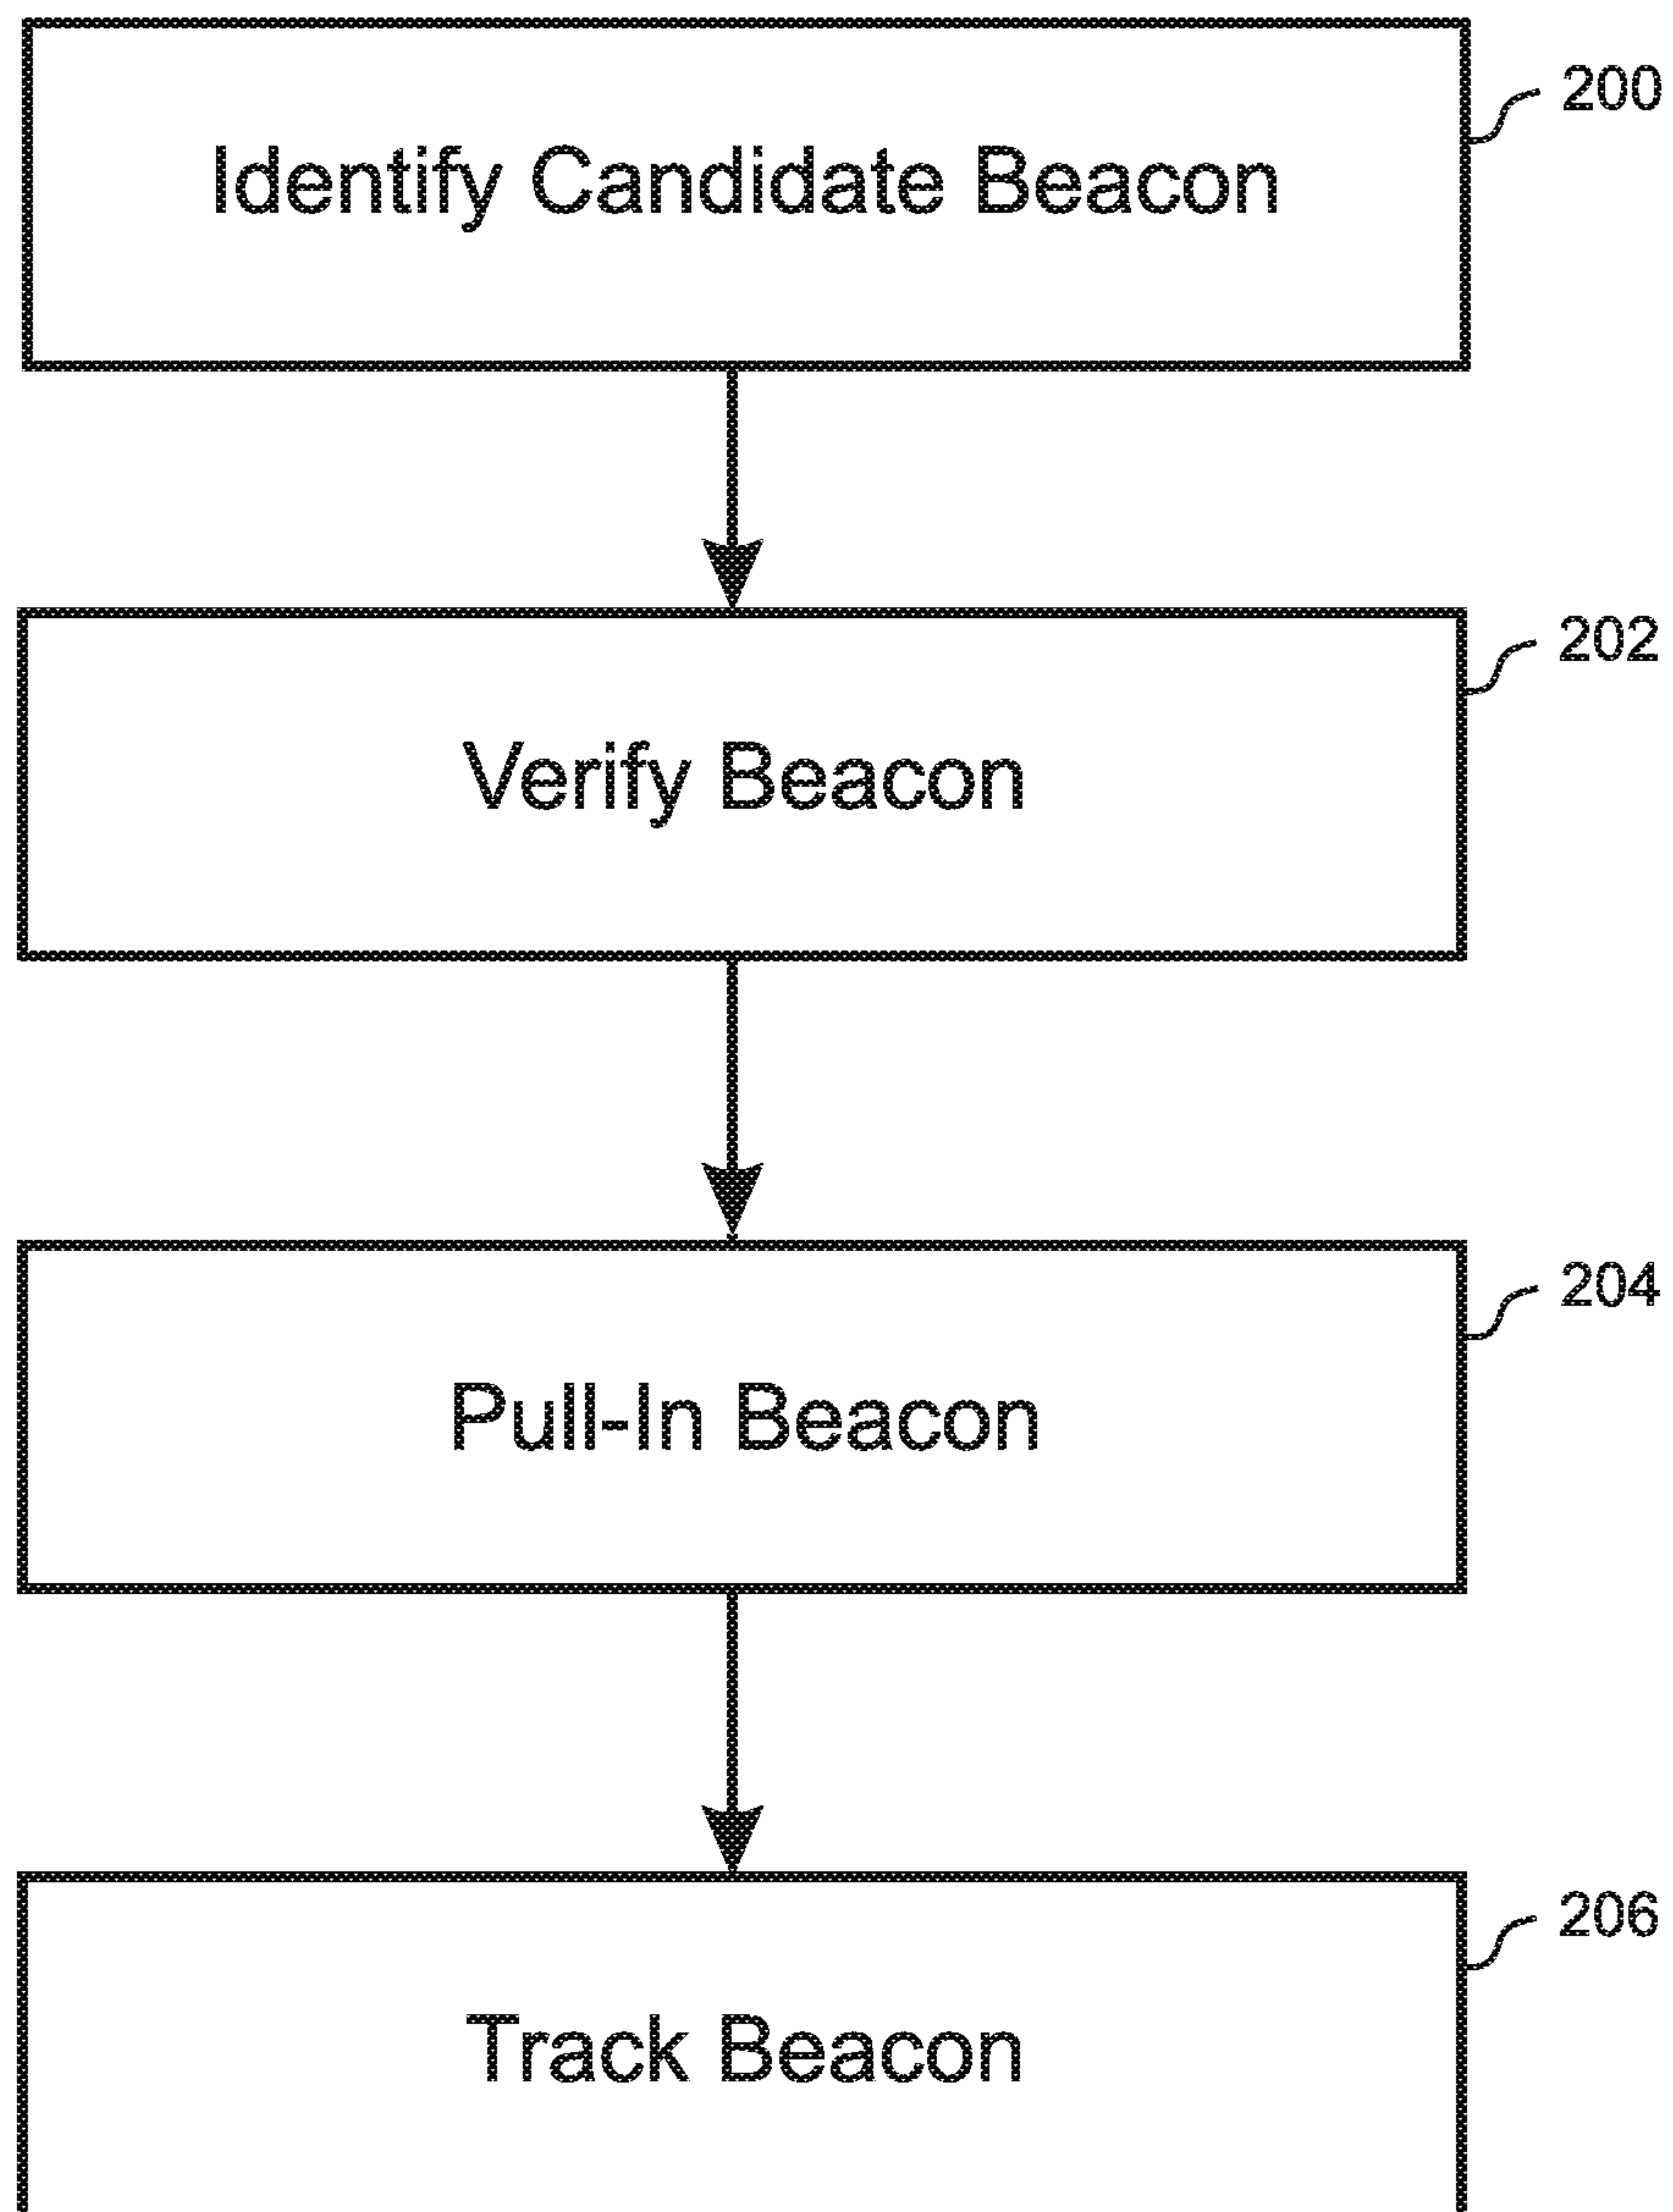 200
Identify Candidate Beacon
202
Verify Beacon
204
Pull-In Beacon
206
Track Beacon